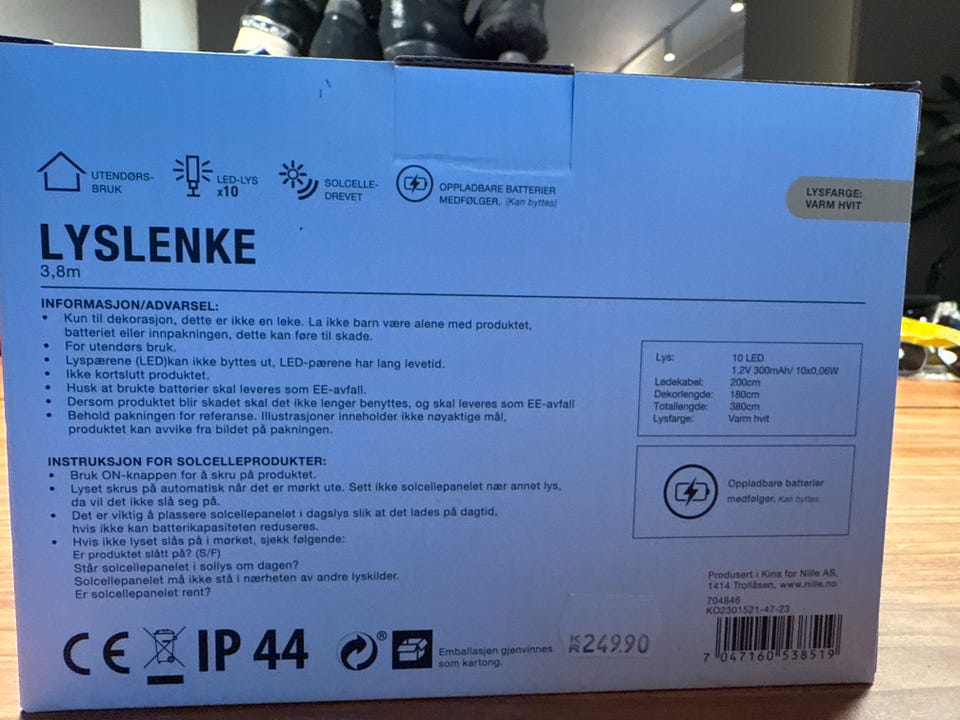 UTENDØRS-
BRUK
LED-LYS
x10
SOLCELLE-
DREVET
OPPLADBARE BATTERIER
MEDFØLGER. (Kan byttes)
LYSFARGE:
VARM HVIT
LYSLENKE
3,8m
INFORMASJON/ADVARSEL:
• Kun til dekorasjon, dette er ikke en leke. La ikke barn være alene med produktet,
batteriet eller innpakningen, dette kan føre til skade.
• For utendørs bruk.
• Lyspærene (LED)kan ikke byttes ut, LED-pærene har lang levetid.
• Ikke kortslutt produktet.
• Husk at brukte batterier skal leveres som EE-avfall.
• Dersom produktet blir skadet skal det ikke lenger benyttes, og skal leveres som EE-avfall
• Behold pakningen for referanse. Illustrasjoner inneholder ikke nøyaktige mål,
produktet kan avvike fra bildet på pakningen.
Lys: 10 LED
1,2V 300mAh/ 10x0,06W
Ledekabel: 200cm
Dekorlengde: 180cm
Totallengde: 380cm
Lysfarge: Varm hvit
INSTRUKSJON FOR SOLCELLEPRODUKTER:
• Bruk ON-knappen for å skru på produktet.
• Lyset skrus på automatisk når det er mørkt ute. Sett ikke solcellepanelet nær annet lys,
da vil det ikke slå seg på.
• Det er viktig å plassere solcellepanelet i dagslys slik at det lades på dagtid,
hvis ikke kan batterikapasiteten reduseres.
• Hvis ikke lyset slås på i mørket, sjekk følgende:
Er produktet slått på? (S/F)
Står solcellepanelet i sollys om dagen?
Solcellepanelet må ikke stå i nærheten av andre lyskilder.
Er solcellepanelet rent?
Oppladbare batterier
medfølger. Kan byttes.
Produsert i Kina for Nille AS,
1414 Trollåsen, www.nille.no.
704846
KO2301521-47-23
7 047160 538519
CE IP 44
®
Emballasjen gjenvinnes
som kartong.
KR 249.90